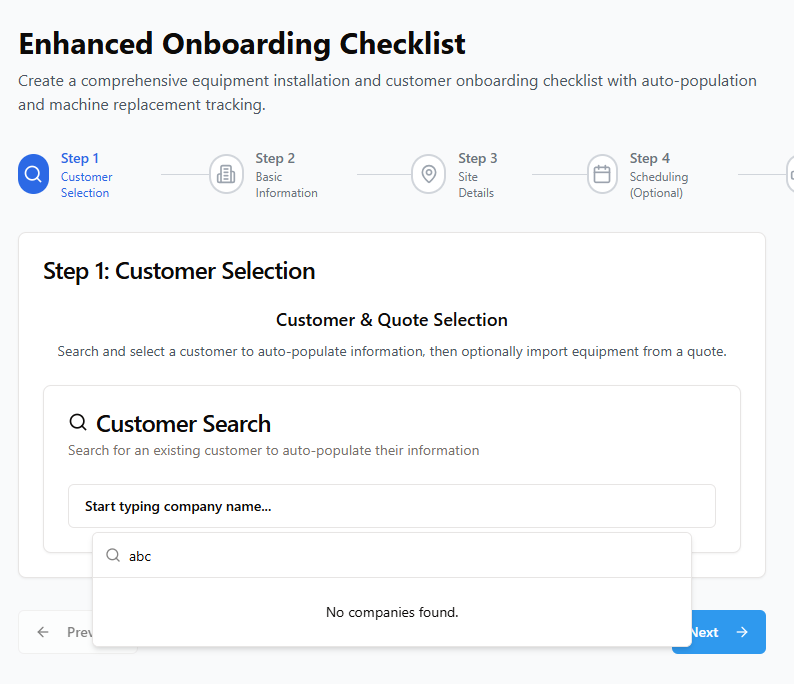 Enhanced Onboarding Checklist
Create a comprehensive equipment installation and customer onboarding checklist with auto-population
and machine replacement tracking.
Step 1
Customer
Selection
Step 2
Basic
Information
Step 3
Site
Details
Step 4
Scheduling
(Optional)
Step 1: Customer Selection
Customer & Quote Selection
Search and select a customer to auto-populate information, then optionally import equipment from a quote.
Customer Search
Search for an existing customer to auto-populate their information
Start typing company name...
abc
No companies found.
Prev
Next